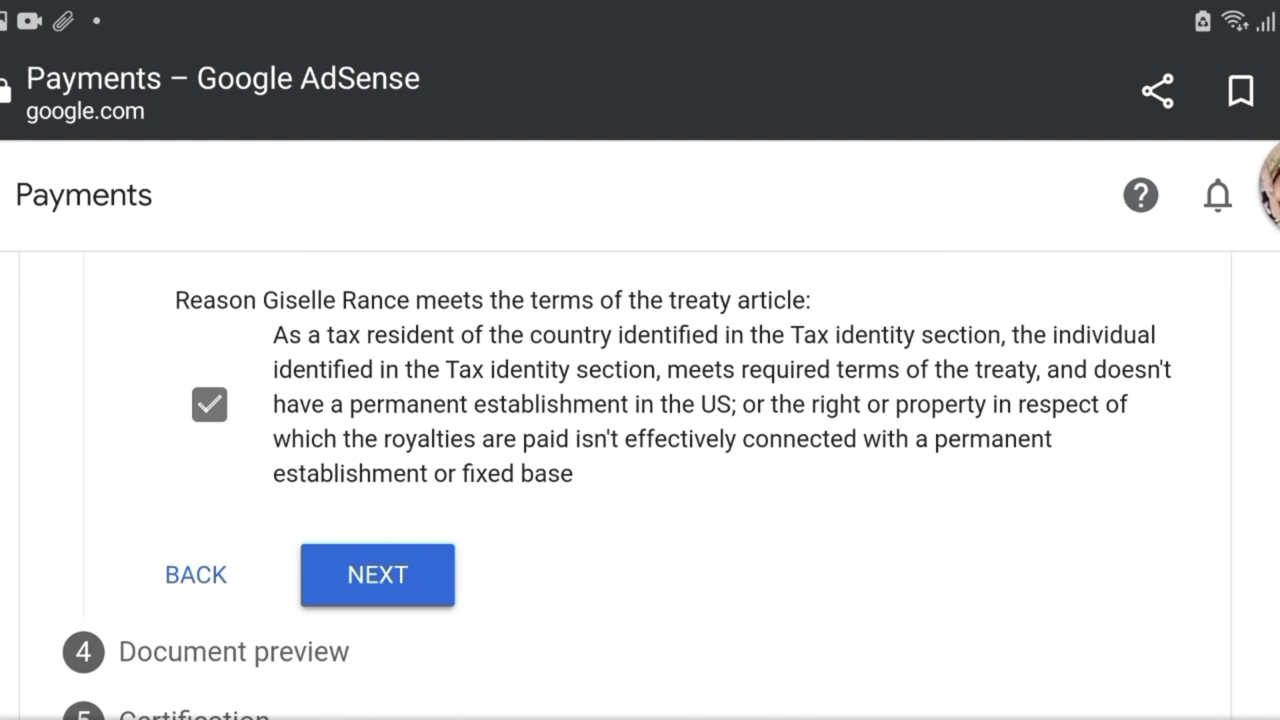 Payments – Google AdSense
google.com
Payments
Reason Giselle Rance meets the terms of the treaty article:
As a tax resident of the country identified in the Tax identity section, the individual
identified in the Tax identity section, meets required terms of the treaty, and doesn't
have a permanent establishment in the US; or the right or property in respect of
which the royalties are paid isn't effectively connected with a permanent
establishment or fixed base
BACK NEXT
4 Document preview
5 Certification